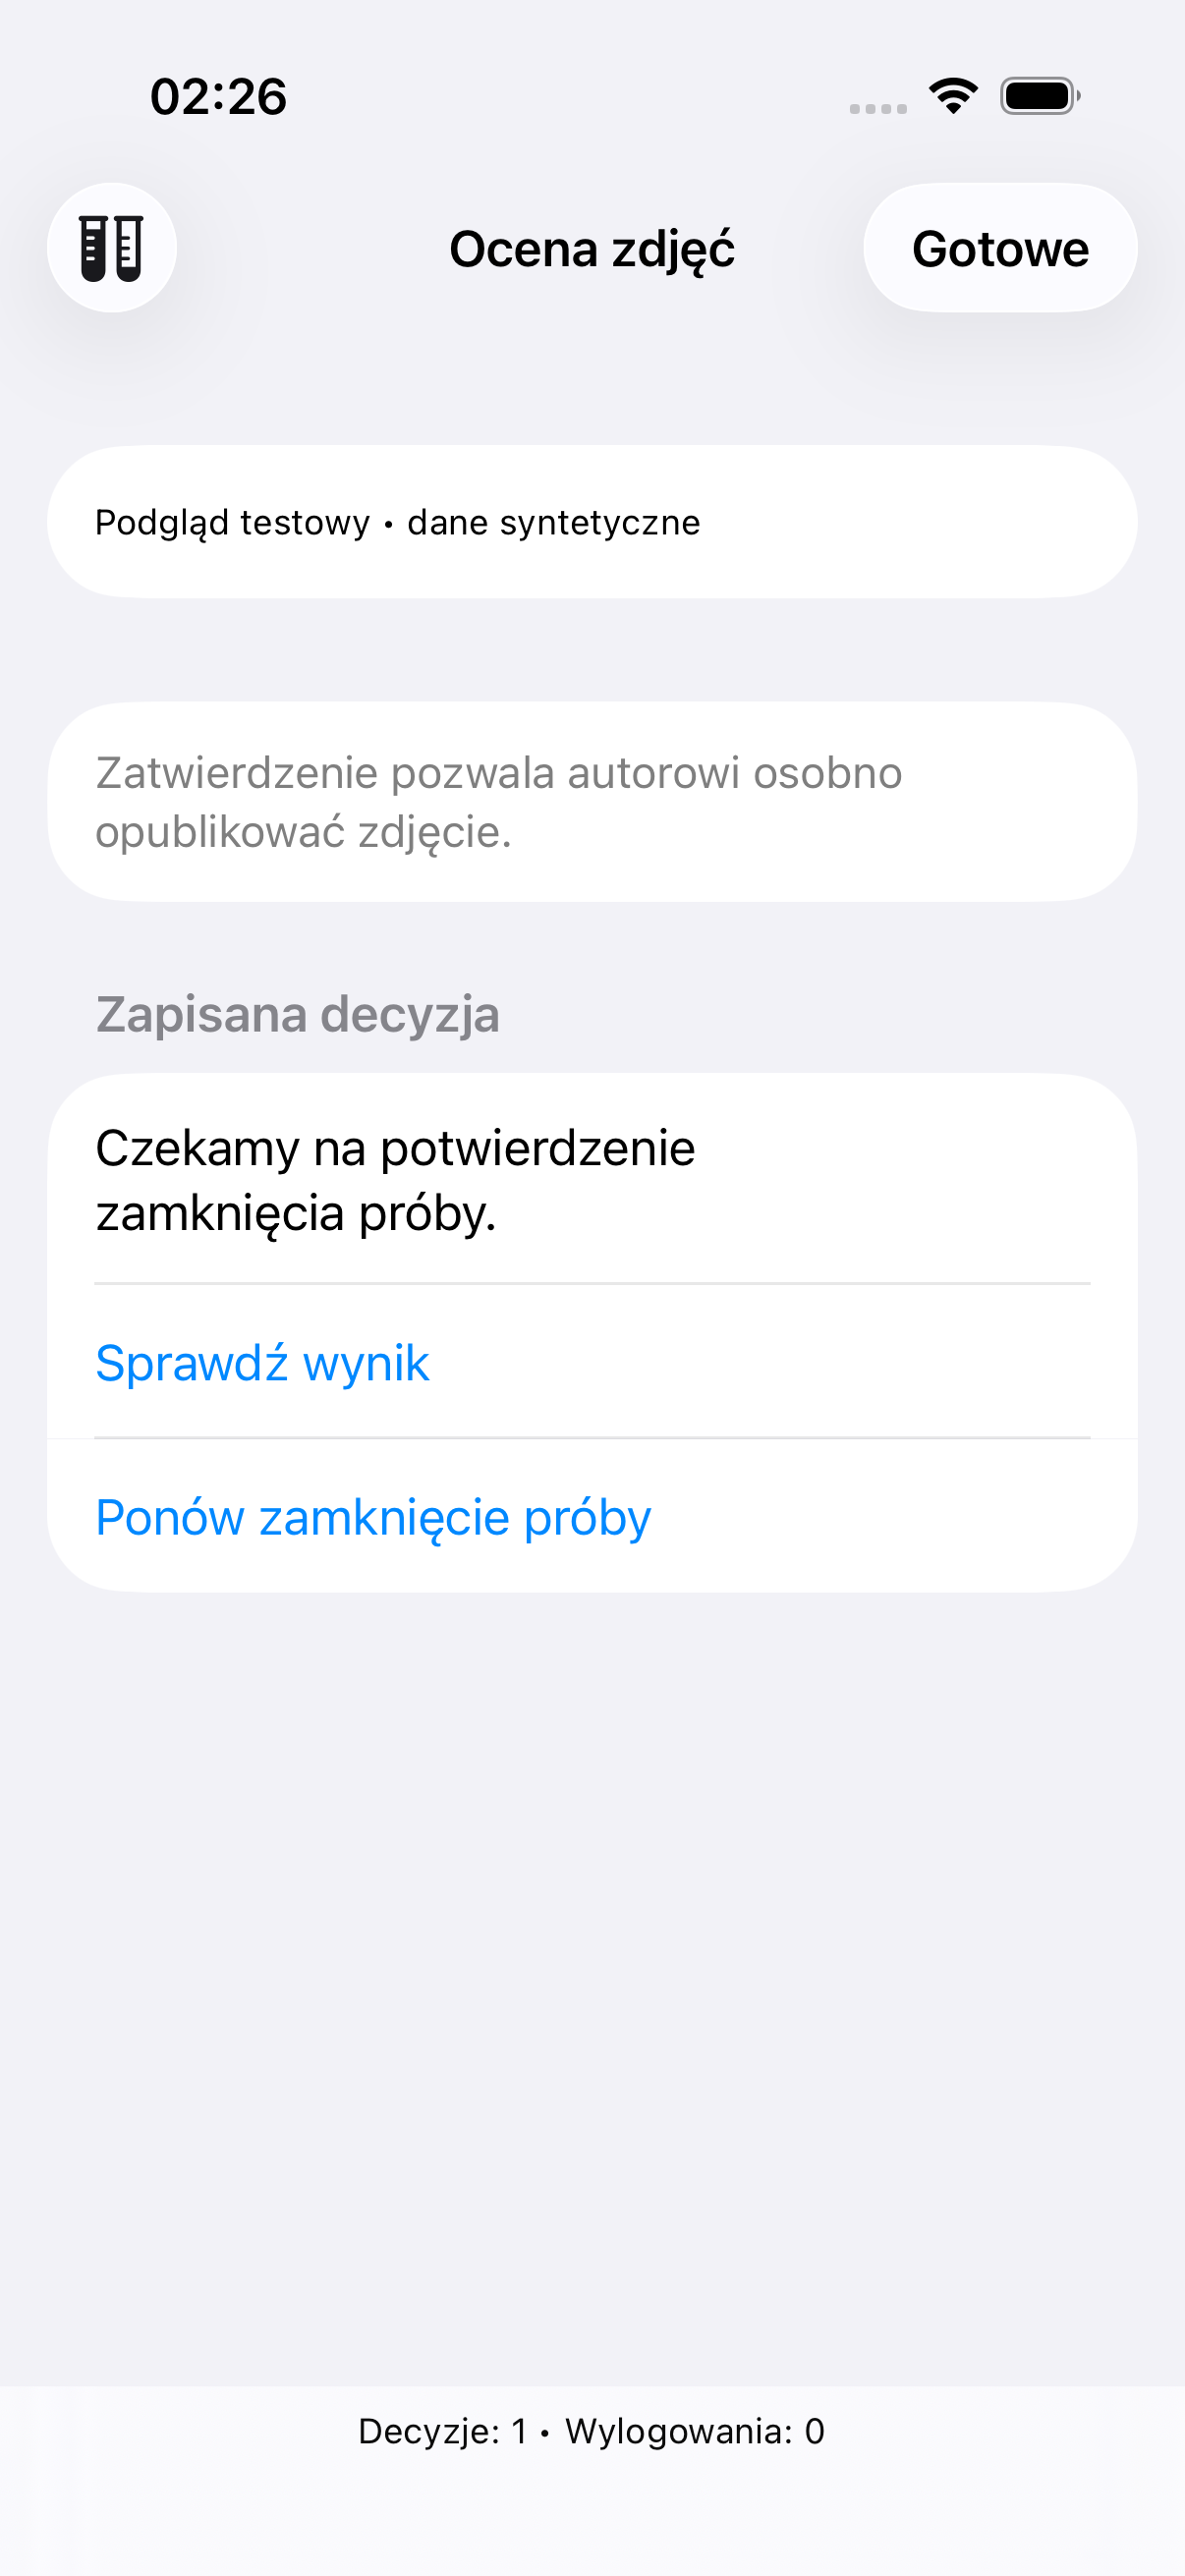 02:26
Ocena zdjęć
Gotowe
Podgląd testowy • dane syntetyczne
Zatwierdzenie pozwala autorowi osobno
opublikować zdjęcie.
Zapisana decyzja
Czekamy na potwierdzenie
zamknięcia próby.
Sprawdź wynik
Ponów zamknięcie próby
Decyzje: 1 • Wylogowania: 0